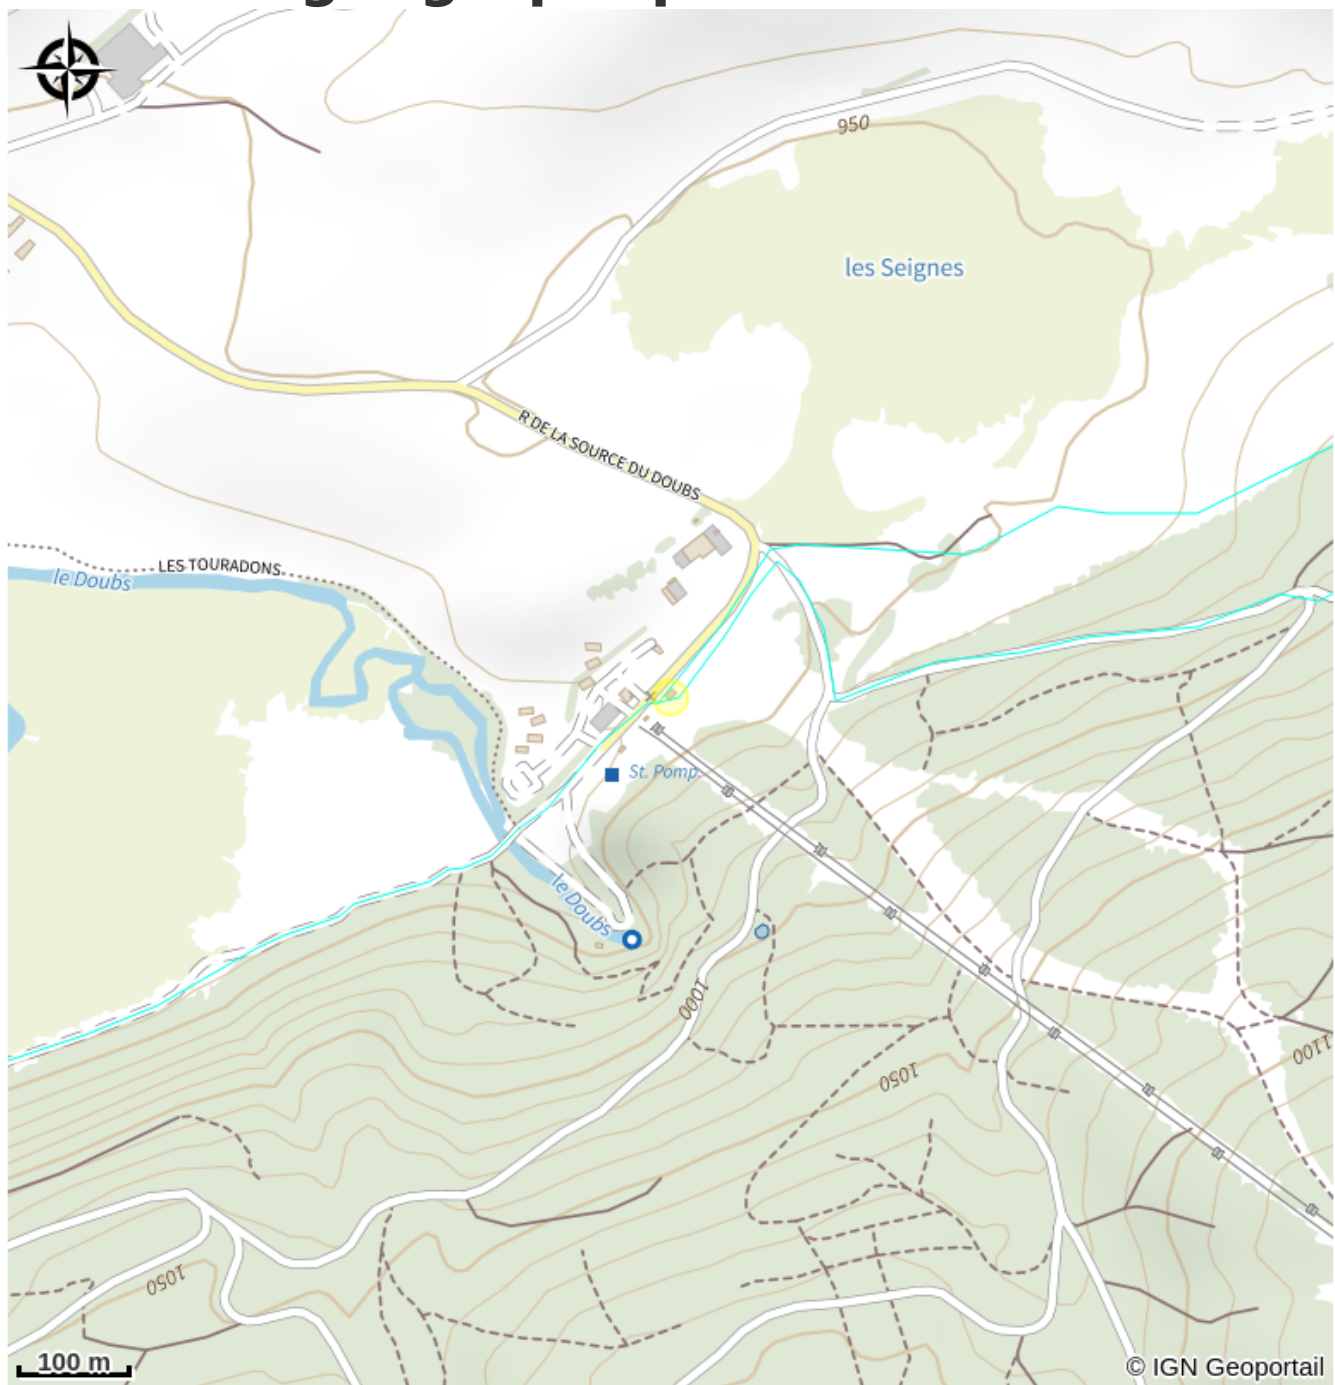 950
les Seignes
R DE LA SOURCE DU DOUBS
LES TOURADONS
le Doubs
St. Pomp.
le Doubs
1000
1050
1100
1050
100 m
© IGN Geoportail